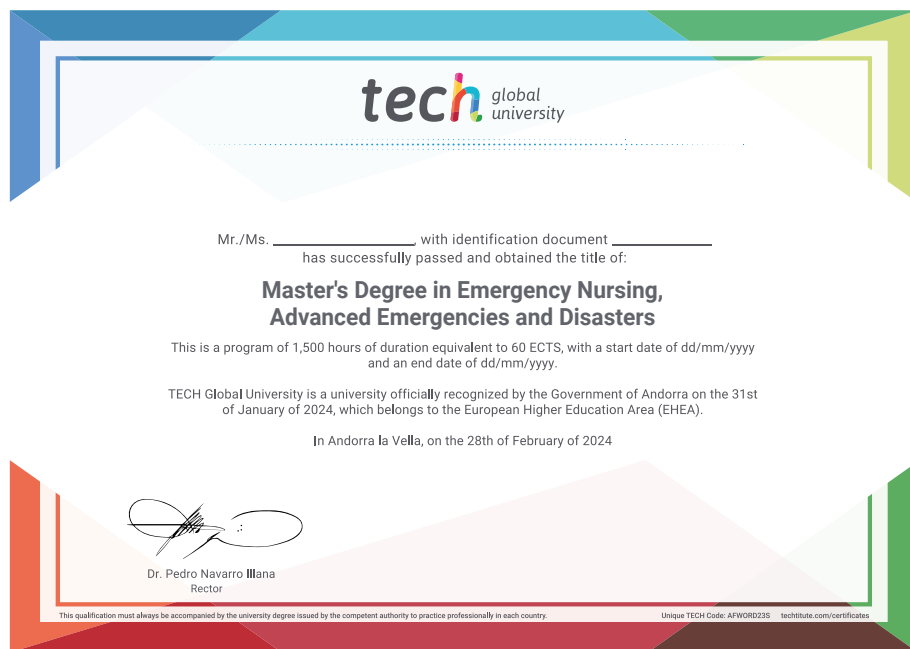 tech global
university
Mr./Ms. ________________, with identification document ____________
has successfully passed and obtained the title of:
Master's Degree in Emergency Nursing,
Advanced Emergencies and Disasters
This is a program of 1,500 hours of duration equivalent to 60 ECTS, with a start date of dd/mm/yyyy
and an end date of dd/mm/yyyy.
TECH Global University is a university officially recognized by the Government of Andorra on the 31st
of January of 2024, which belongs to the European Higher Education Area (EHEA).
In Andorra la Vella, on the 28th of February of 2024
Dr. Pedro Navarro Illana
Rector
This qualification must always be accompanied by the university degree issued by the competent authority to practice professionally in each country.
Unique TECH Code: AFWORD23S techtitute.com/certificates